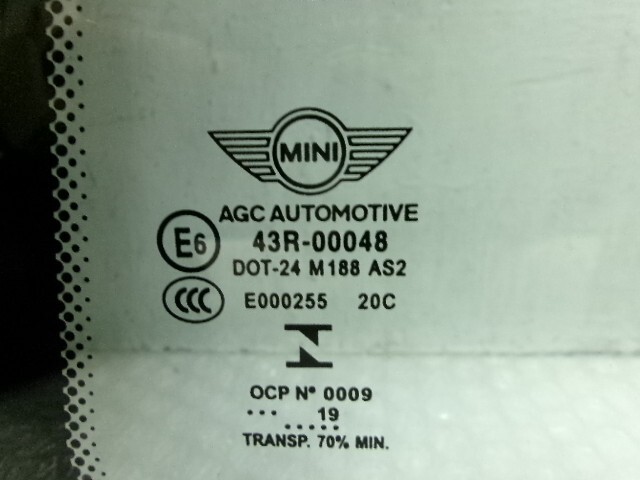 MINI
AGC AUTOMOTIVE
E6 43R-00048
DOT-24 M188 AS2
CCC E000255 20C
OCP Nº 0009
... 19
.....
TRANSP. 70% MIN.